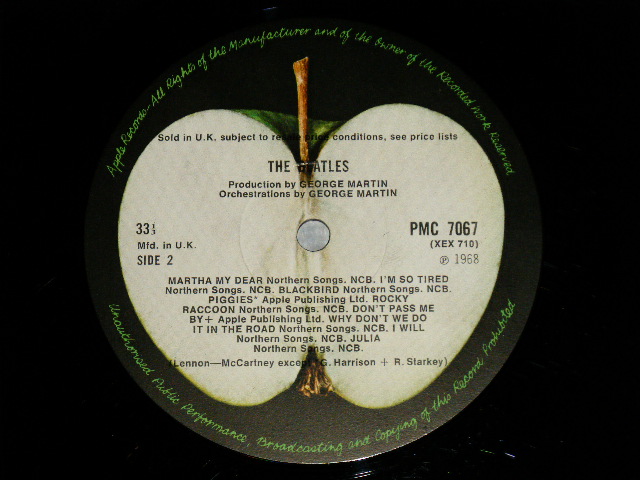 Apple Records—All Rights of the Manufacturer and of the Owner of the Recorded Work Reserved
Sold in U.K. subject to resale price conditions, see price lists
THE BEATLES
Production by GEORGE MARTIN
Orchestrations by GEORGE MARTIN
33⅓
PMC 7067
Mfd. in U.K.
(XEX 710)
SIDE 2
℗ 1968
MARTHA MY DEAR Northern Songs. NCB. I'M SO TIRED
Northern Songs. NCB. BLACKBIRD Northern Songs. NCB.
PIGGIES* Apple Publishing Ltd. ROCKY
RACCOON Northern Songs. NCB. DON'T PASS ME
BY+ Apple Publishing Ltd. WHY DON'T WE DO
IT IN THE ROAD Northern Songs. NCB. I WILL
Northern Songs. NCB. JULIA
Northern Songs. NCB.
(Lennon—McCartney except *G. Harrison + R. Starkey)
Unauthorised Public Performance, Broadcasting and Copying of this Record Prohibited